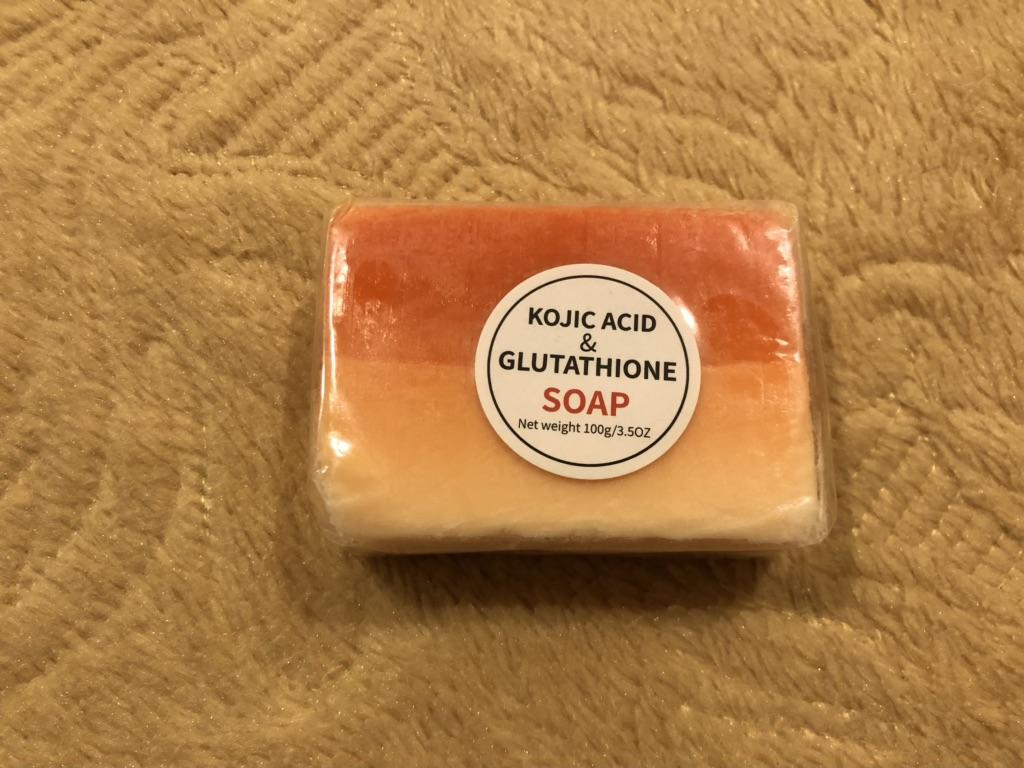 KOJIC ACID
&
GLUTATHIONE
SOAP
Net weight 100g/3.5OZ